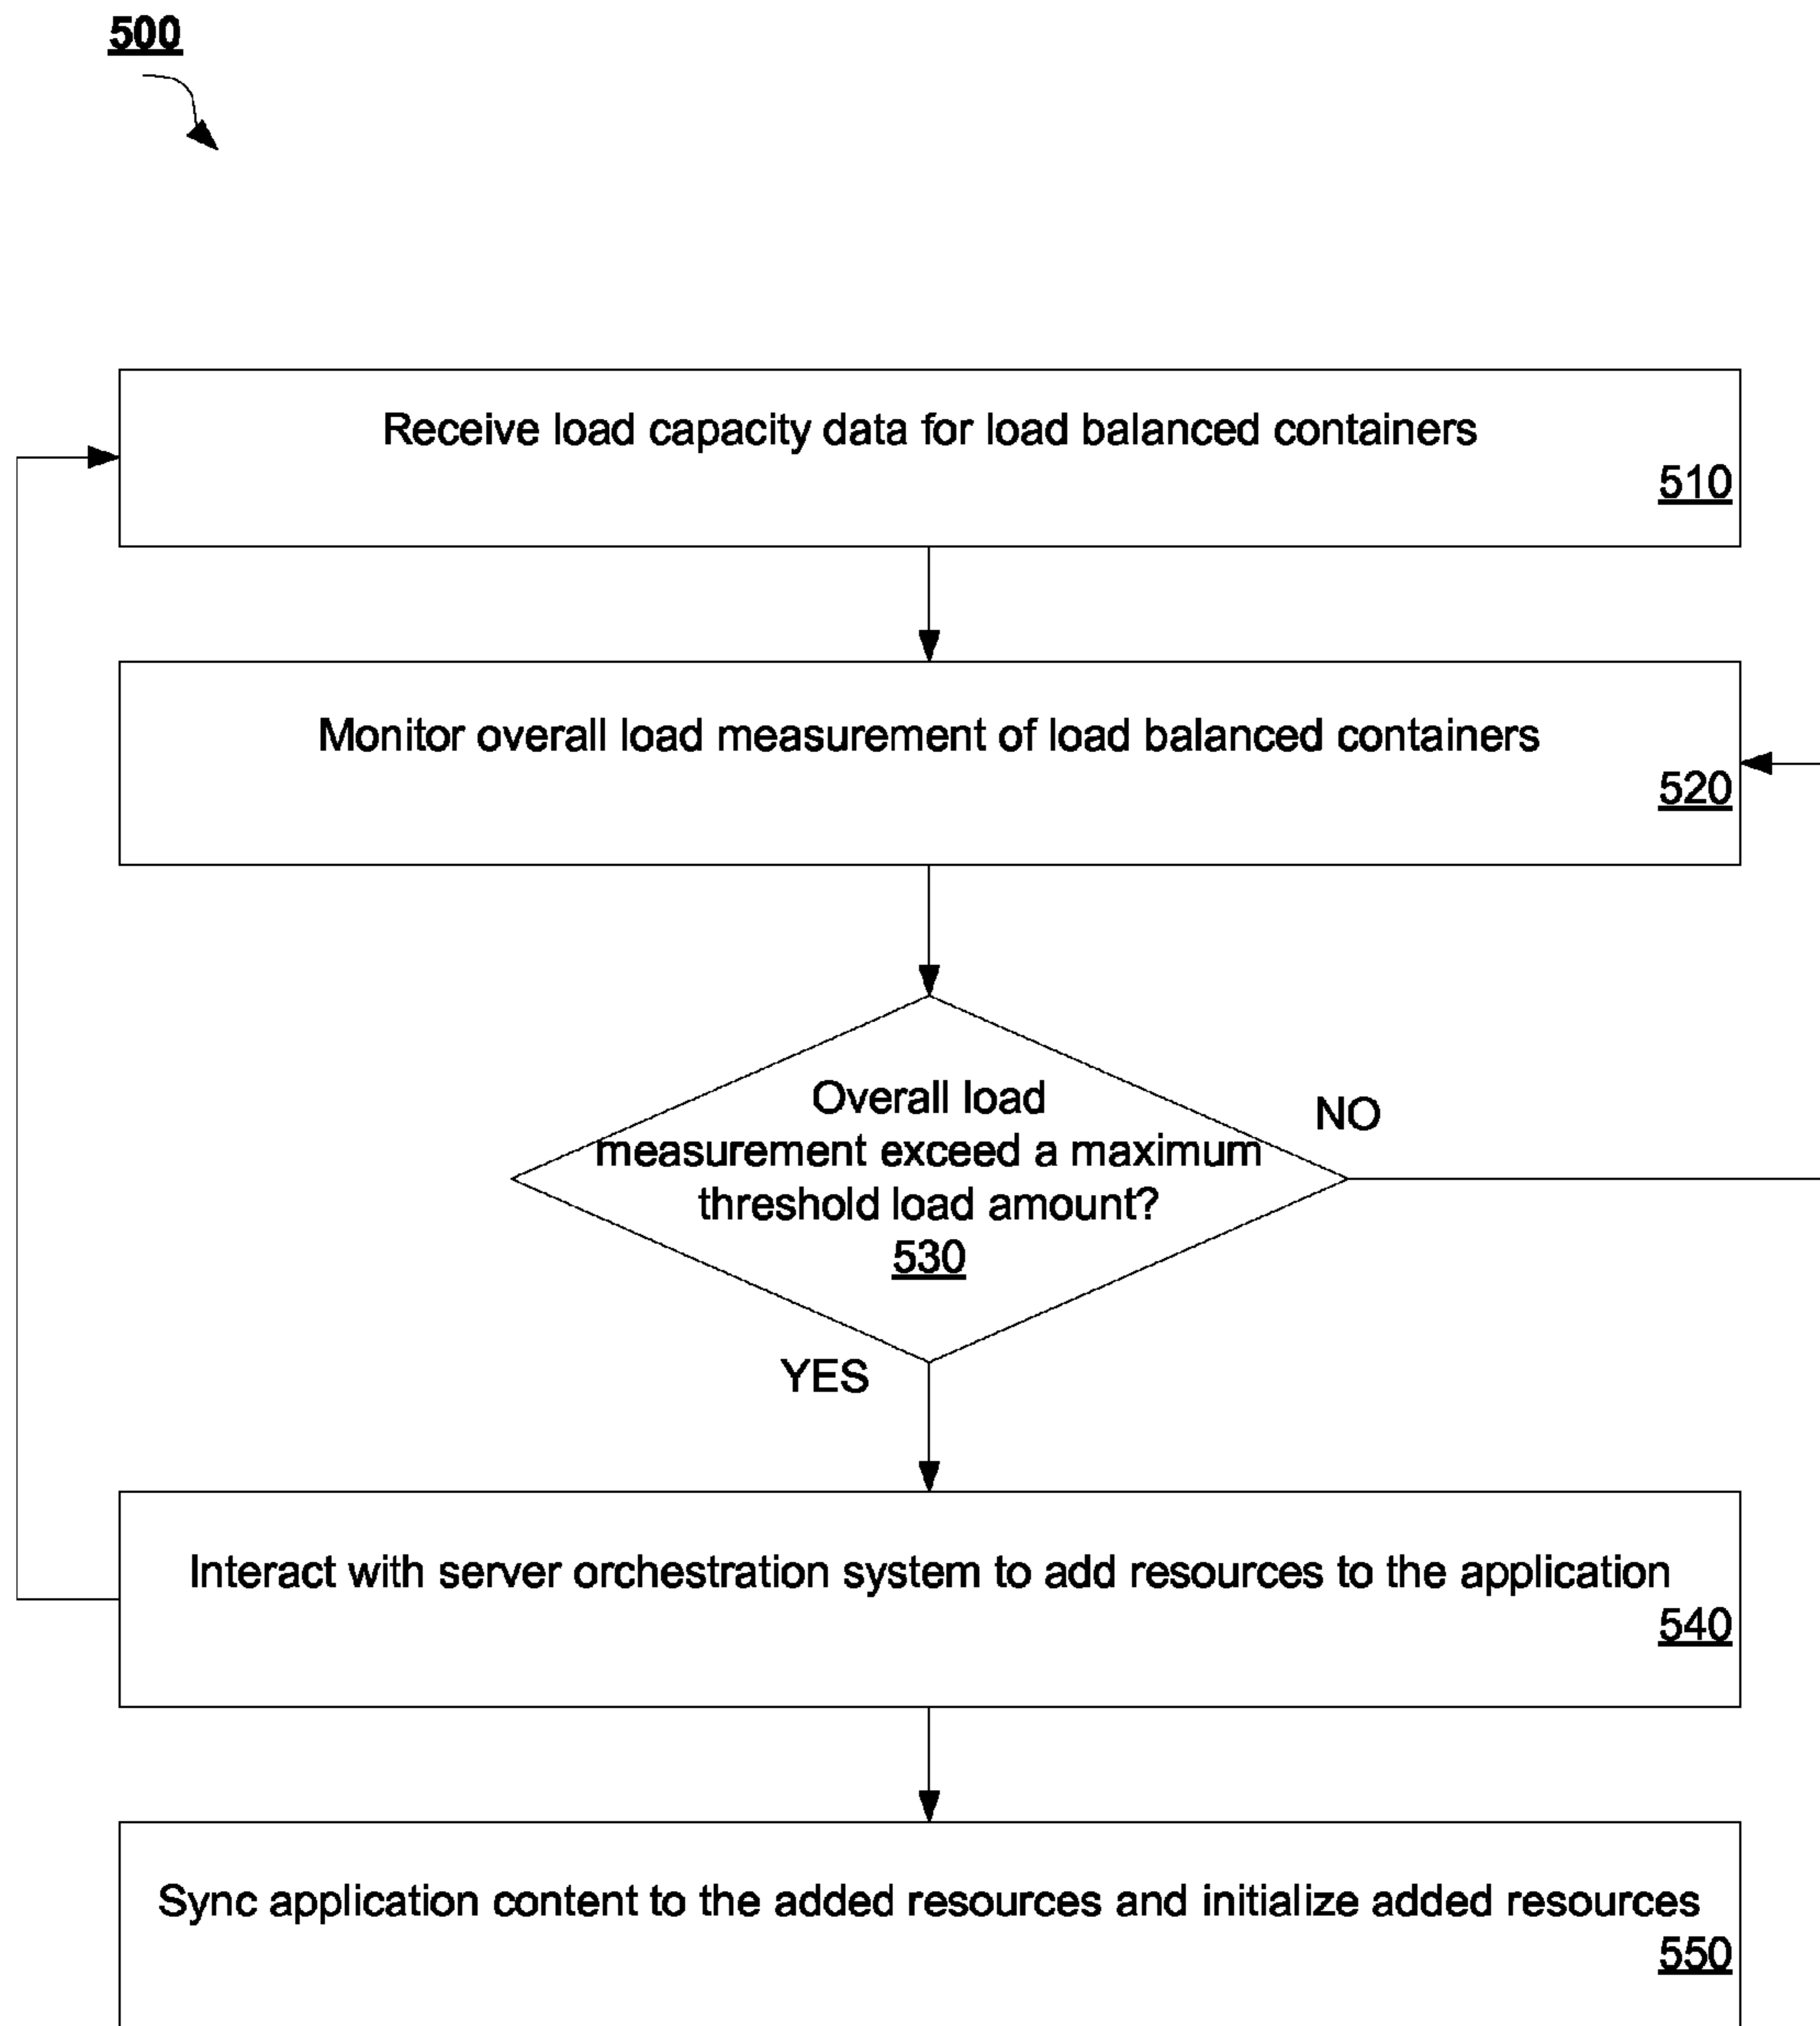 500
Receive load capacity data for load balanced containers
510
Monitor overall load measurement of load balanced containers
520
Overall load
measurement exceed a maximum
threshold load amount?
530
NO
YES
Interact with server orchestration system to add resources to the application
540
Sync application content to the added resources and initialize added resources
550